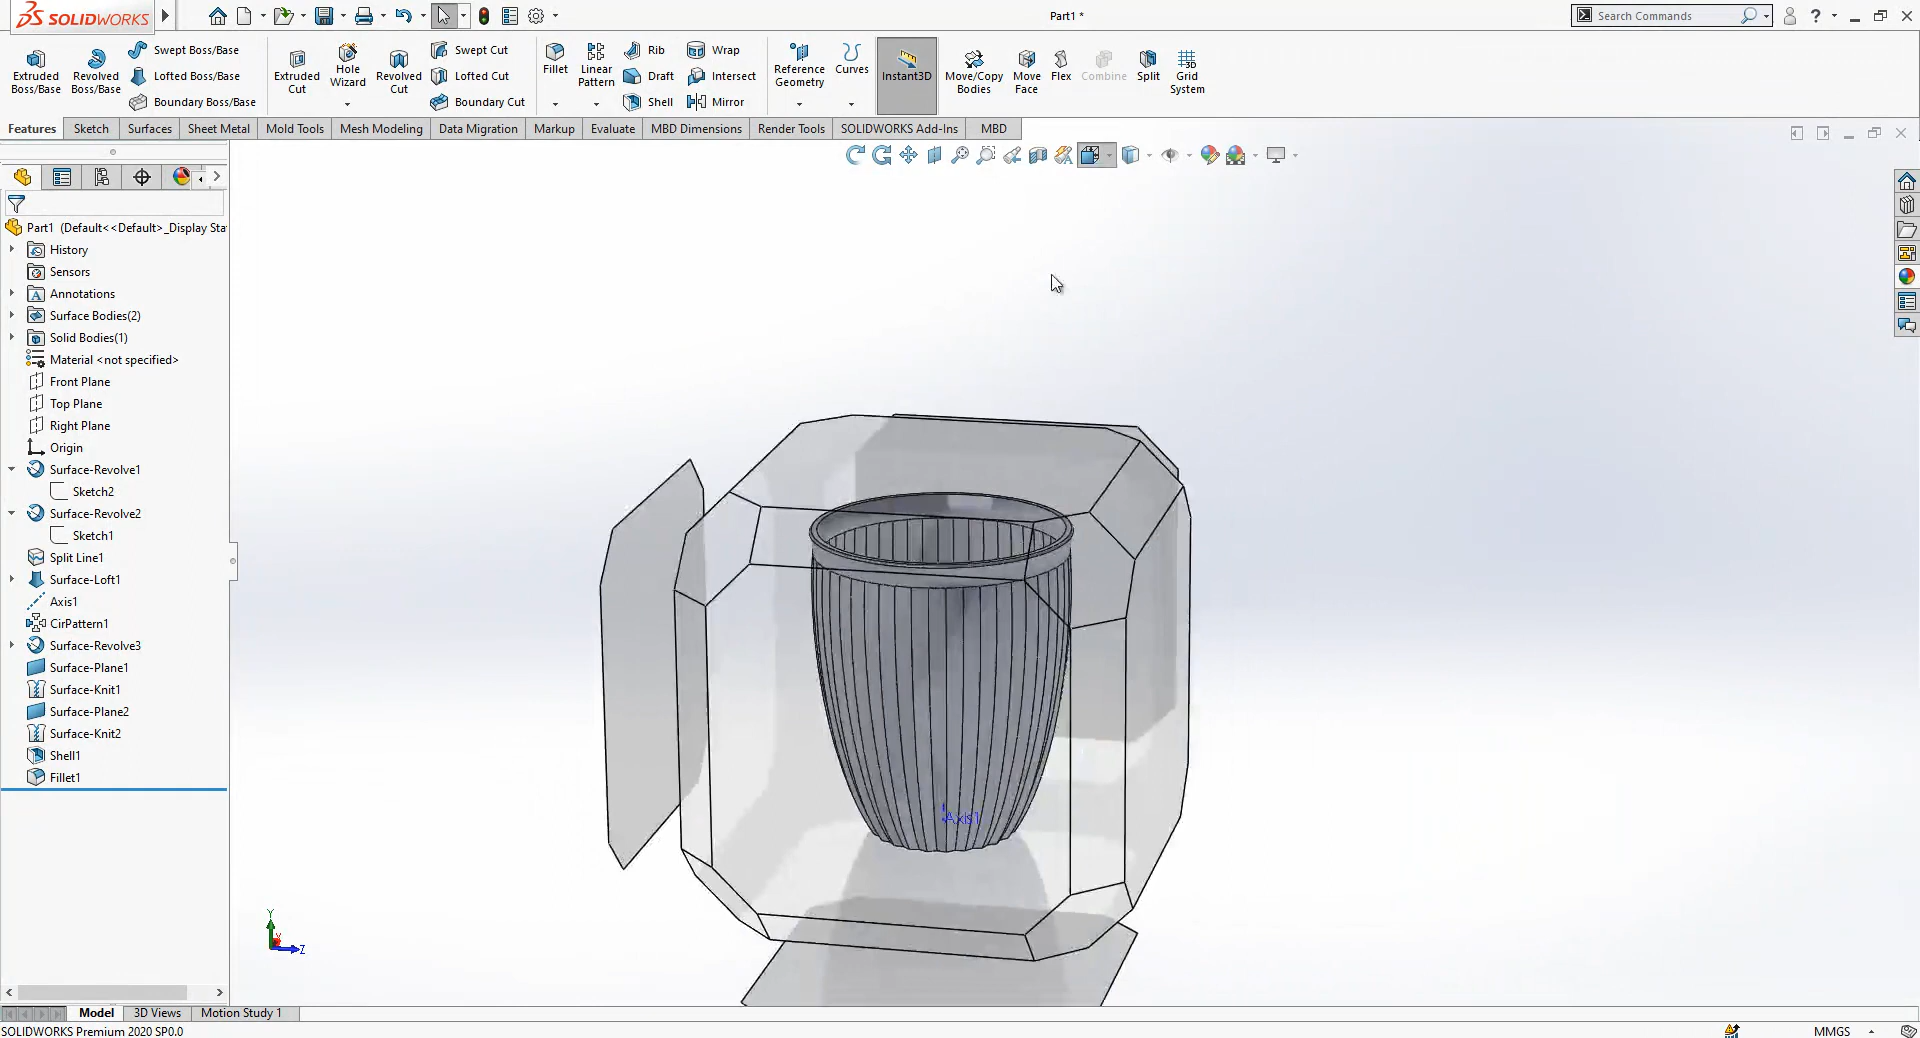 SOLIDWORKS
Part1 *
Search Commands
Extruded Boss/Base
Revolved Boss/Base
Swept Boss/Base
Lofted Boss/Base
Boundary Boss/Base
Extruded Cut
Hole Wizard
Revolved Cut
Swept Cut
Lofted Cut
Boundary Cut
Fillet
Linear Pattern
Rib
Draft
Shell
Wrap
Intersect
Mirror
Reference Geometry
Curves
Instant3D
Move/Copy Bodies
Move Face
Flex
Combine
Split
Grid System
Features
Sketch
Surfaces
Sheet Metal
Mold Tools
Mesh Modeling
Data Migration
Markup
Evaluate
MBD Dimensions
Render Tools
SOLIDWORKS Add-Ins
MBD
Part1 (Default<<Default>_Display Sta
History
Sensors
Annotations
Surface Bodies(2)
Solid Bodies(1)
Material <not specified>
Front Plane
Top Plane
Right Plane
Origin
Surface-Revolve1
Sketch2
Surface-Revolve2
Sketch1
Split Line1
Surface-Loft1
Axis1
CirPattern1
Surface-Revolve3
Surface-Plane1
Surface-Knit1
Surface-Plane2
Surface-Knit2
Shell1
Fillet1
Axis1
Y
Z
Model
3D Views
Motion Study 1
SOLIDWORKS Premium 2020 SP0.0
MMGS